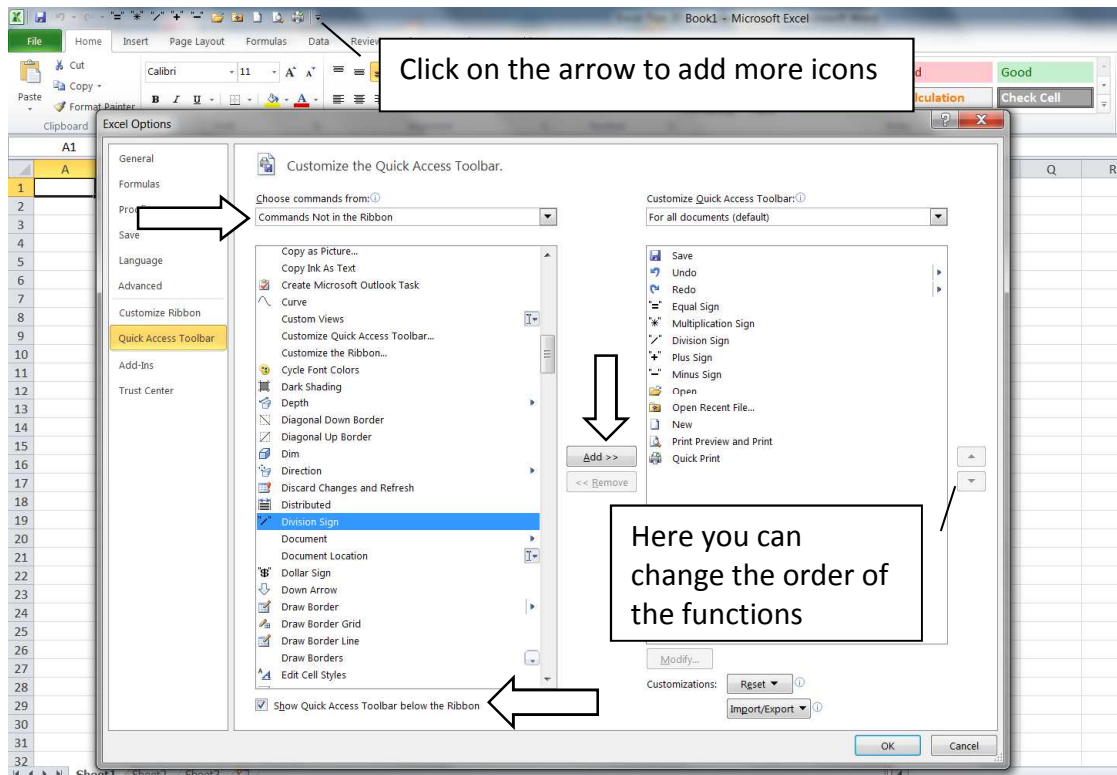 Book1 - Microsoft Excel
File Home Insert Page Layout Formulas Data Review
Click on the arrow to add more icons
Cut
Copy
Paste
Format Painter
Clipboard
Calibri 11
B I U
Good
Check Cell
Excel Options
A1
A Q R
General
Formulas
Save
Language
Advanced
Customize Ribbon
Quick Access Toolbar
Add-Ins
Trust Center
Customize the Quick Access Toolbar.
Choose commands from:
Commands Not in the Ribbon
Copy as Picture...
Copy Ink As Text
Create Microsoft Outlook Task
Curve
Custom Views
Customize Quick Access Toolbar...
Customize the Ribbon...
Cycle Font Colors
Dark Shading
Depth
Diagonal Down Border
Diagonal Up Border
Dim
Direction
Discard Changes and Refresh
Distributed
Division Sign
Document
Document Location
Dollar Sign
Down Arrow
Draw Border
Draw Border Grid
Draw Border Line
Draw Borders
Edit Cell Styles
Show Quick Access Toolbar below the Ribbon
Add >>
<< Remove
Customize Quick Access Toolbar:
For all documents (default)
Save
Undo
Redo
Equal Sign
Multiplication Sign
Division Sign
Plus Sign
Minus Sign
Open
Open Recent File...
New
Print Preview and Print
Quick Print
Here you can
change the order of
the functions
Modify...
Customizations: Reset
Import/Export
OK Cancel
1
2
3
4
5
6
7
8
9
10
11
12
13
14
15
16
17
18
19
20
21
22
23
24
25
26
27
28
29
30
31
32